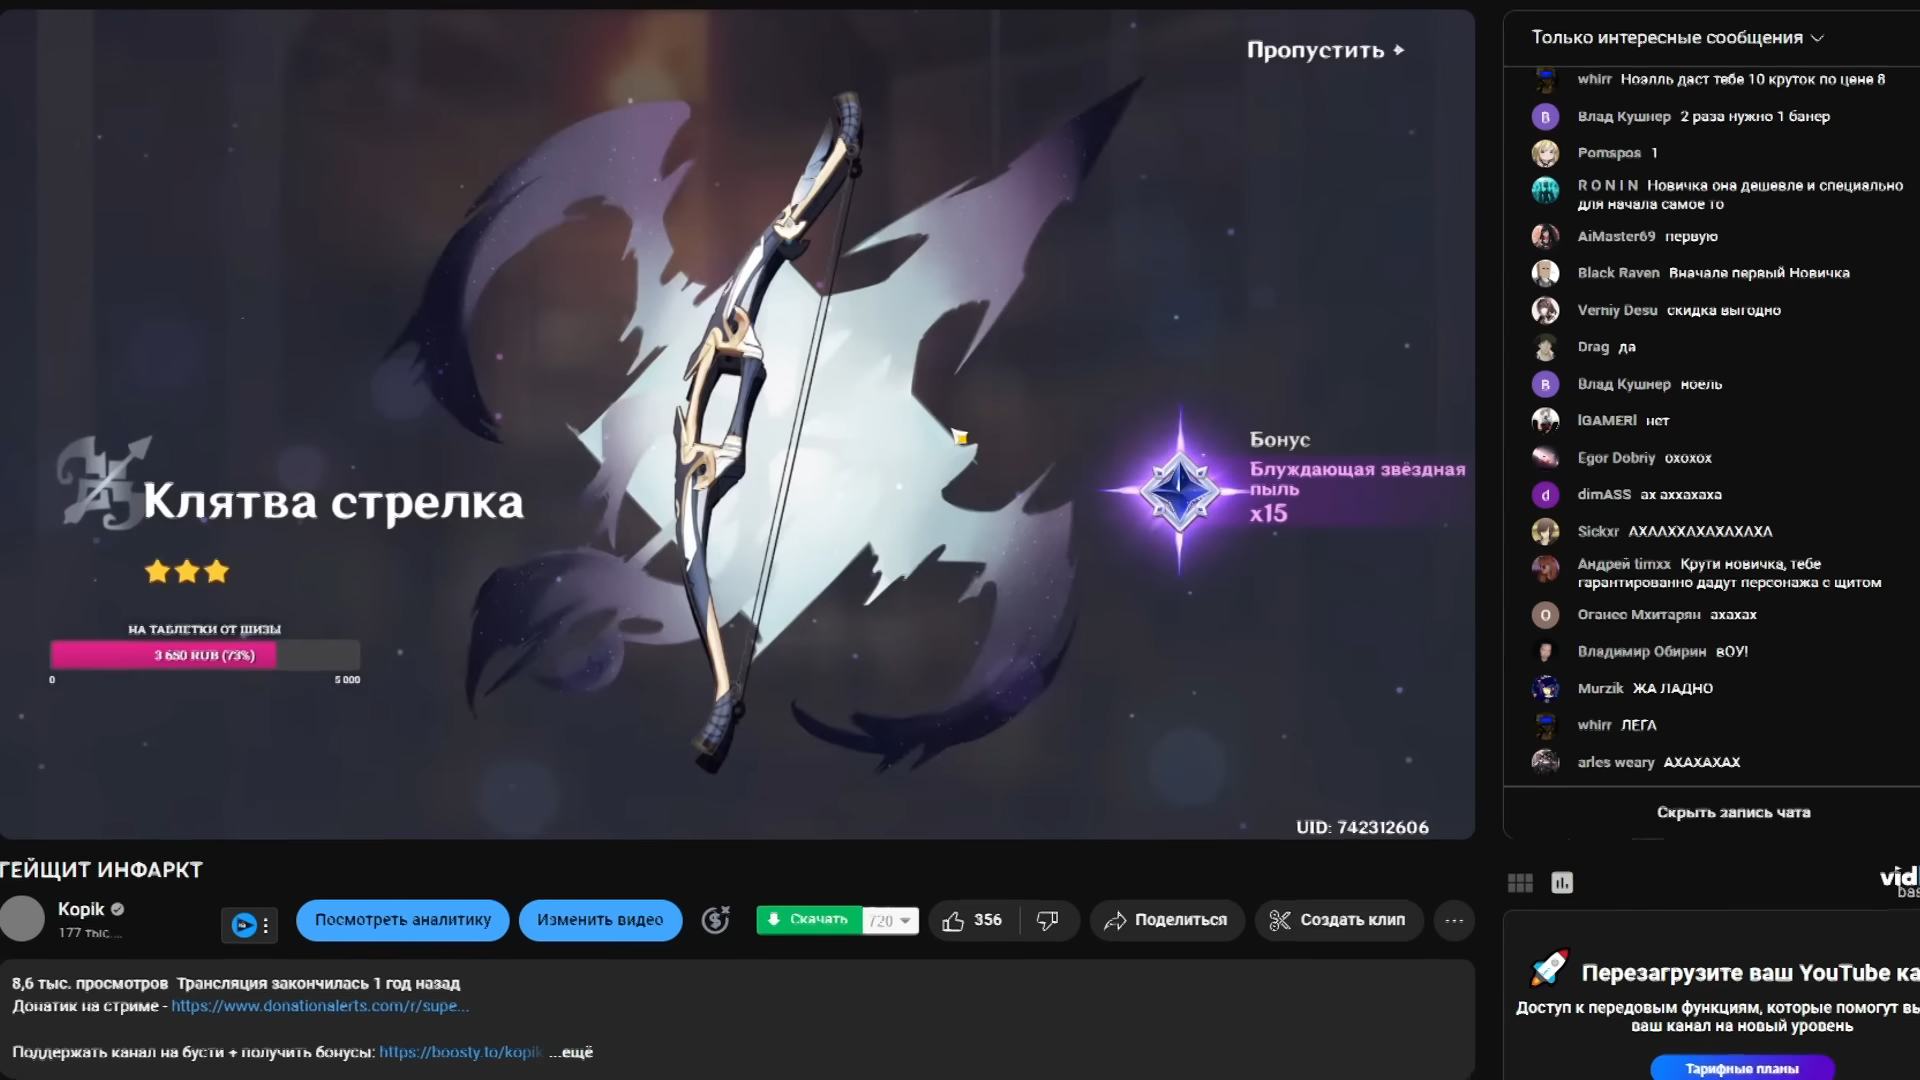 Пропустить
Клятва стрелка
НА ТАБЛЕТКИ ОТ ШИЗЫ
3 650 RUB (73%)
0
5 000
Бонус
Блуждающая звёздная
пыль
x15
UID: 742312606
Только интересные сообщения
whirr Ноэлль даст тебе 10 круток по цене 8
В
Влад Кушнер 2 раза нужно 1 банер
Pomspos 1
R O N I N Новичка она дешевле и специально
для начала самое то
AiMaster69 первую
Black Raven Вначале первый Новичка
Verniy Desu скидка выгодно
Drag да
В
Влад Кушнер ноель
IGAMERI нет
Egor Dobriy охохох
d
dimASS ах аххахаха
Sickxr АХААХХАХАХАХАХА
Андрей timxx Крути новичка, тебе
гарантированно дадут персонажа с щитом
О
Оганес Мхитарян ахахах
Владимир Обирин вОУ!
Murzik ЖА ЛАДНО
whirr ЛЕГА
arles weary АХАХАХАХ
Скрыть запись чата
ГЕЙЩИТ ИНФАРКТ
Kopik
177 тыс....
Посмотреть аналитику
Изменить видео
Скачать
720
356
Поделиться
Создать клип
8,6 тыс. просмотров Трансляция закончилась 1 год назад
Донатик на стриме - https://www.donationalerts.com/r/supe...
Поддержать канал на бусти + получить бонусы: https://boosty.to/kopik ...ещё
vid
bas
Перезагрузите ваш YouTube ка
Доступ к передовым функциям, которые помогут вы
ваш канал на новый уровень
Тарифные планы